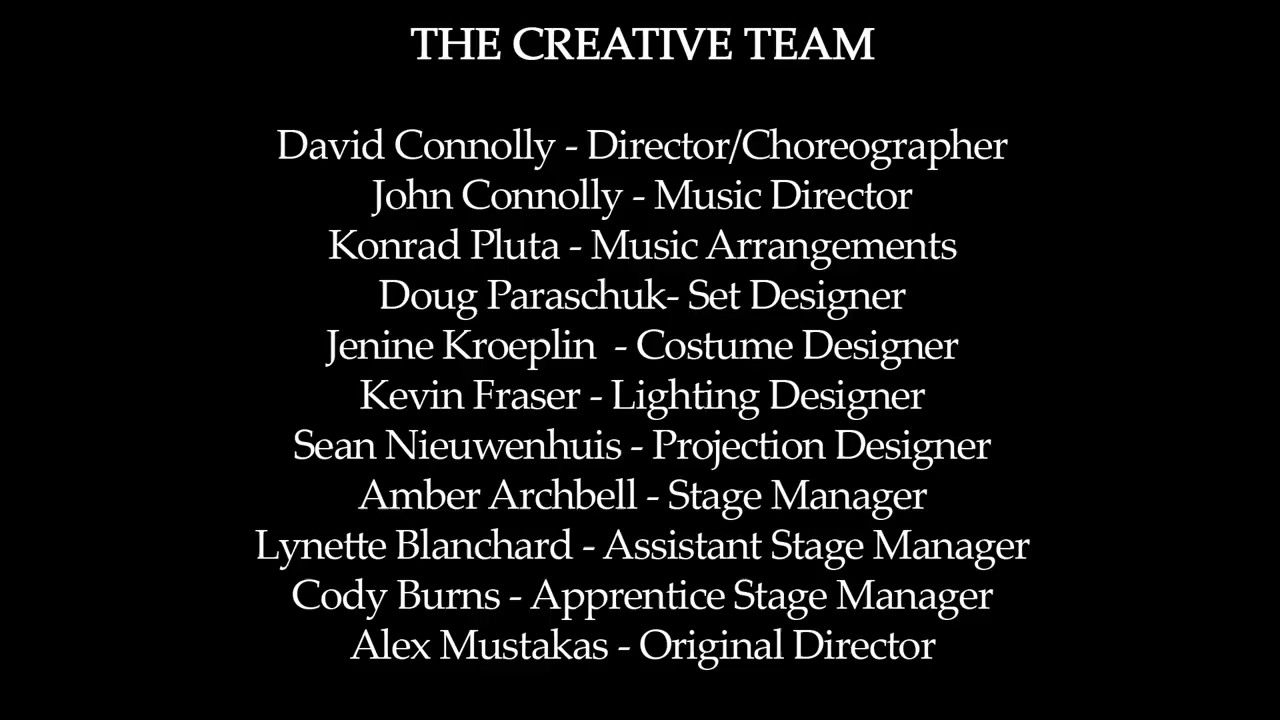 THE CREATIVE TEAM
David Connolly - Director/Choreographer
John Connolly - Music Director
Konrad Pluta - Music Arrangements
Doug Paraschuk- Set Designer
Jenine Kroeplin  - Costume Designer
Kevin Fraser - Lighting Designer
Sean Nieuwenhuis - Projection Designer
Amber Archbell - Stage Manager
Lynette Blanchard - Assistant Stage Manager
Cody Burns - Apprentice Stage Manager
Alex Mustakas - Original Director